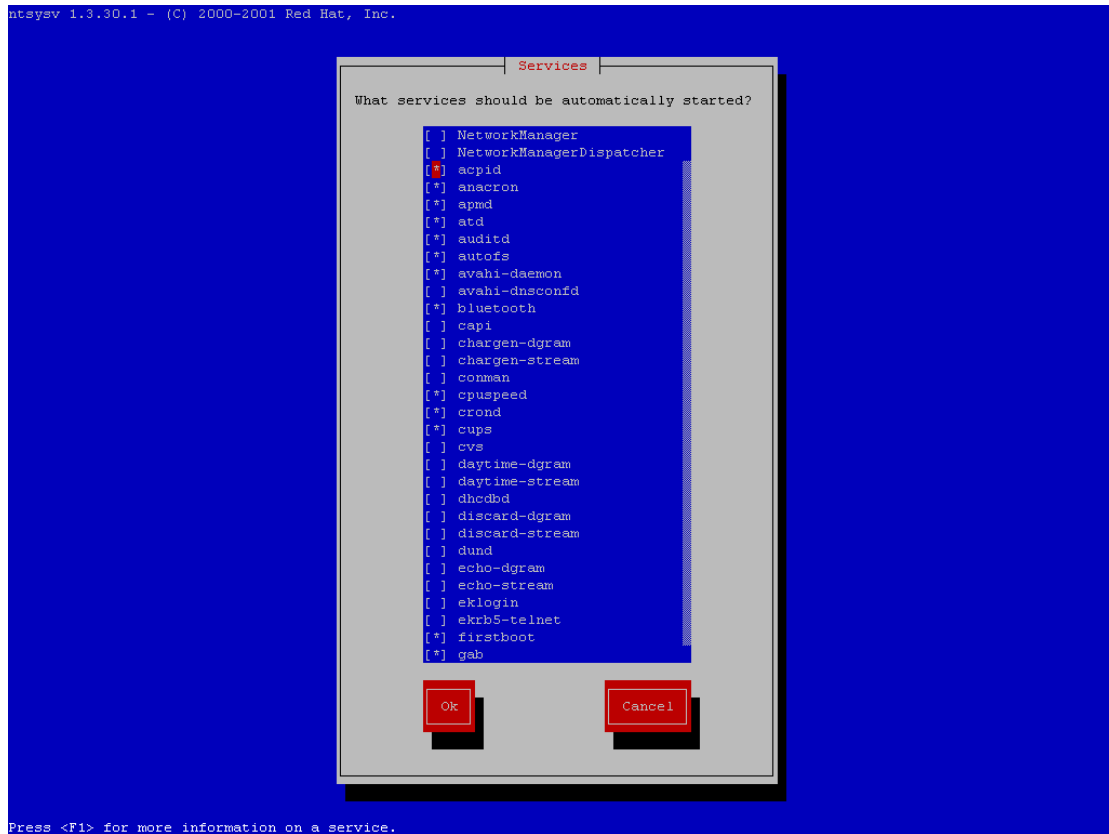 ntsysv 1.3.30.1 - (C) 2000-2001 Red Hat, Inc.
Services
What services should be automatically started?
[ ] NetworkManager
[ ] NetworkManagerDispatcher
[*] acpid
[*] anacron
[*] apmd
[*] atd
[*] auditd
[*] autofs
[*] avahi-daemon
[ ] avahi-dnsconfd
[*] bluetooth
[ ] capi
[ ] chargen-dgram
[ ] chargen-stream
[ ] conman
[*] cpuspeed
[*] crond
[*] cups
[ ] cvs
[ ] daytime-dgram
[ ] daytime-stream
[ ] dhcdbd
[ ] discard-dgram
[ ] discard-stream
[ ] dund
[ ] echo-dgram
[ ] echo-stream
[ ] eklogin
[ ] ekrb5-telnet
[*] firstboot
[*] gab
Ok Cancel
Press <F1> for more information on a service.